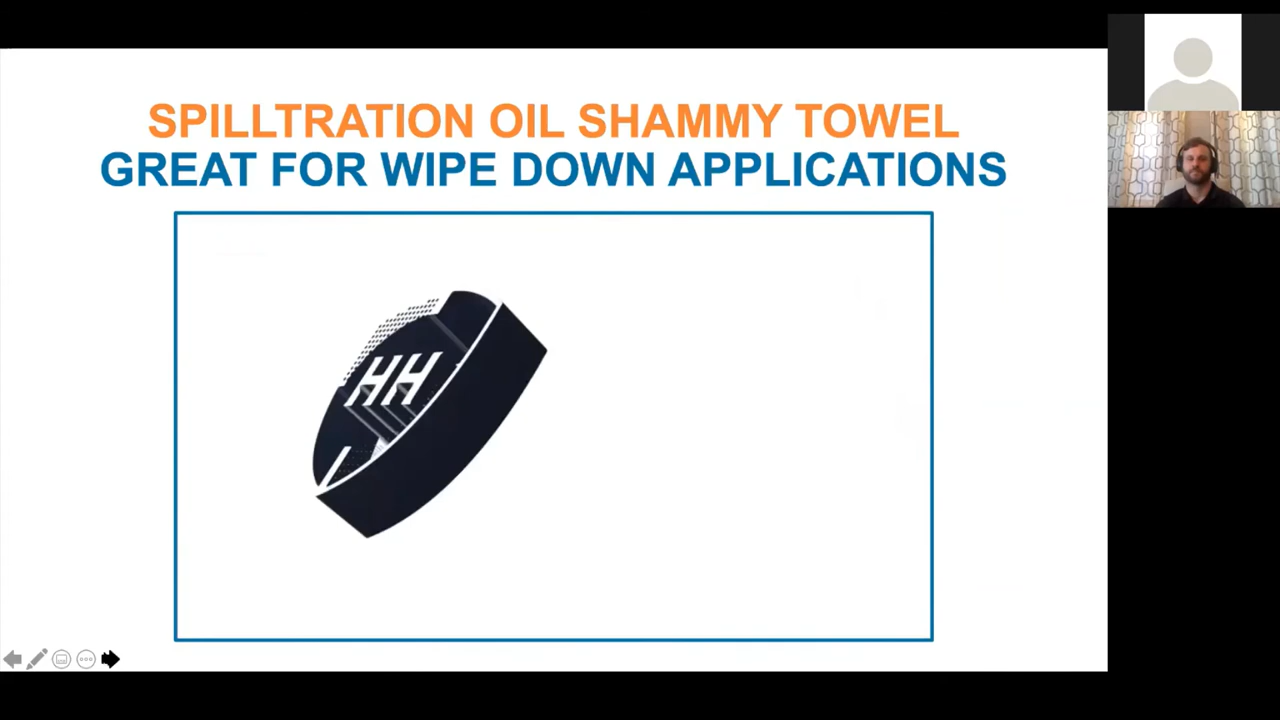 SPILLTRATION OIL SHAMMY TOWEL
GREAT FOR WIPE DOWN APPLICATIONS
HH